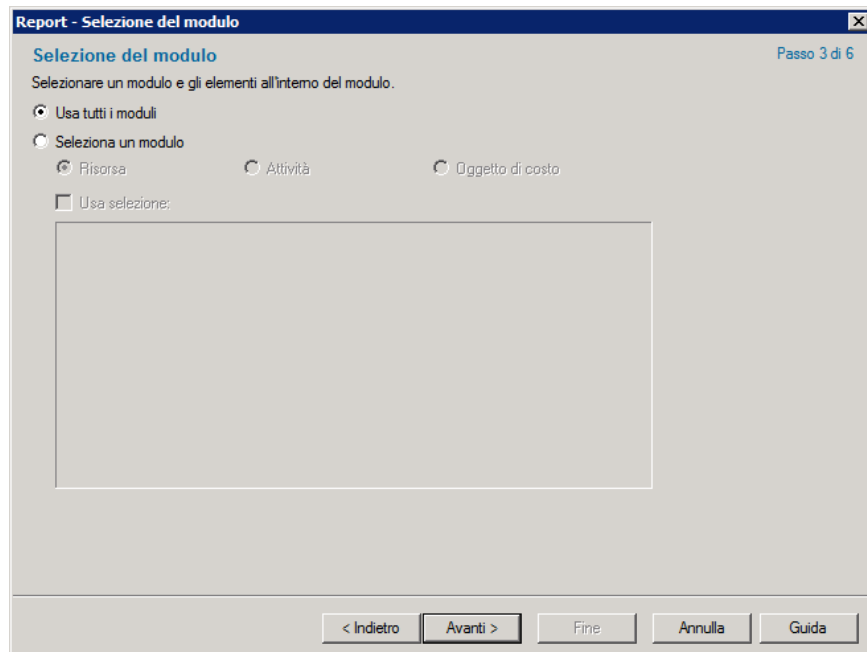 Report - Selezione del modulo
Selezione del modulo
Passo 3 di 6
Selezionare un modulo e gli elementi all'interno del modulo.
Usa tutti i moduli
Seleziona un modulo
Risorsa Attività Oggetto di costo
Usa selezione:
< Indietro Avanti > Fine Annulla Guida